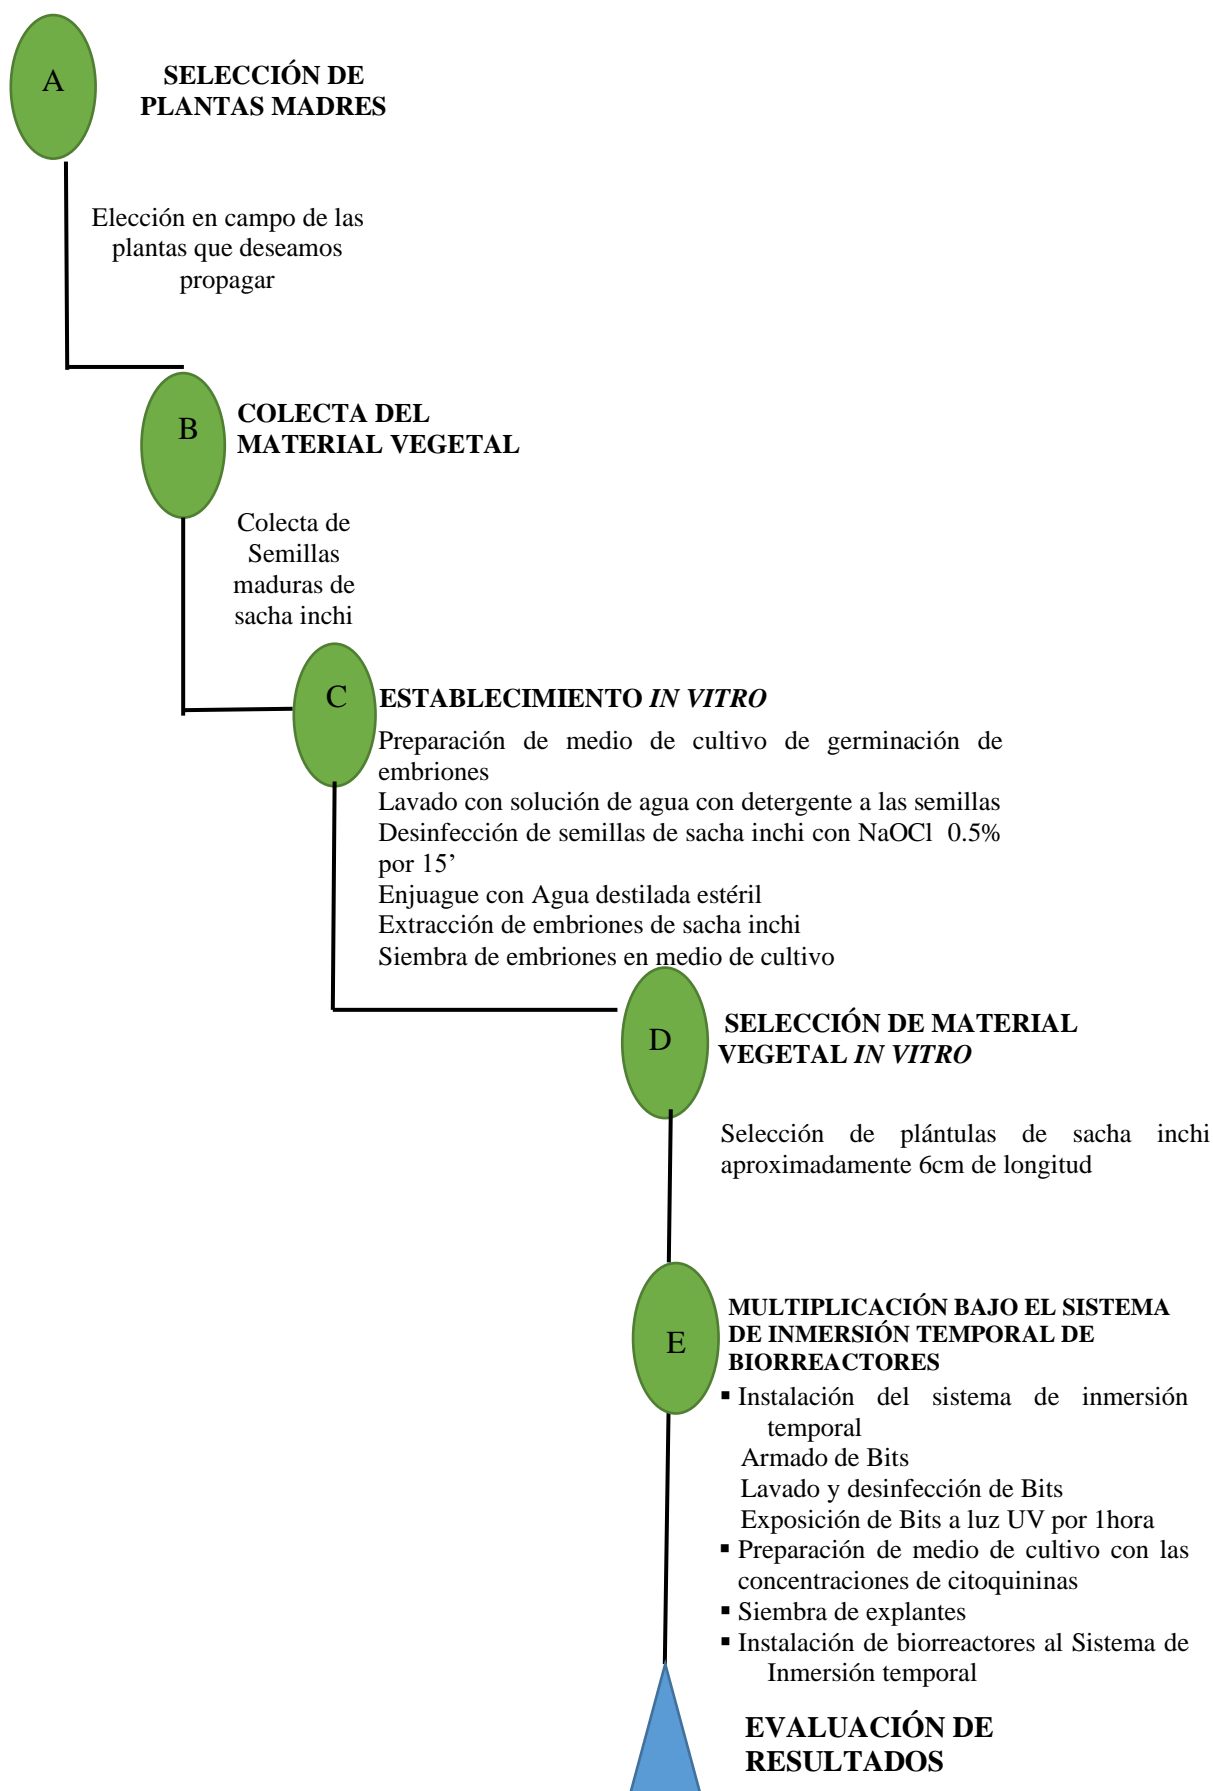 A
SELECCIÓN DE
PLANTAS MADRES
Elección en campo de las
plantas que deseamos
propagar
B
COLECTA DEL
MATERIAL VEGETAL
Colecta de
Semillas
maduras de
sacha inchi
C
ESTABLECIMIENTO IN VITRO
Preparación de medio de cultivo de germinación de
embriones
Lavado con solución de agua con detergente a las semillas
Desinfección de semillas de sacha inchi con NaOCl 0.5%
por 15’
Enjuague con Agua destilada estéril
Extracción de embriones de sacha inchi
Siembra de embriones en medio de cultivo
D
SELECCIÓN DE MATERIAL
VEGETAL IN VITRO
Selección de plántulas de sacha inchi
aproximadamente 6cm de longitud
E
MULTIPLICACIÓN BAJO EL SISTEMA
DE INMERSIÓN TEMPORAL DE
BIORREACTORES
▪ Instalación del sistema de inmersión
temporal
Armado de Bits
Lavado y desinfección de Bits
Exposición de Bits a luz UV por 1hora
▪ Preparación de medio de cultivo con las
concentraciones de citoquininas
▪ Siembra de explantes
▪ Instalación de biorreactores al Sistema de
Inmersión temporal
EVALUACIÓN DE
RESULTADOS